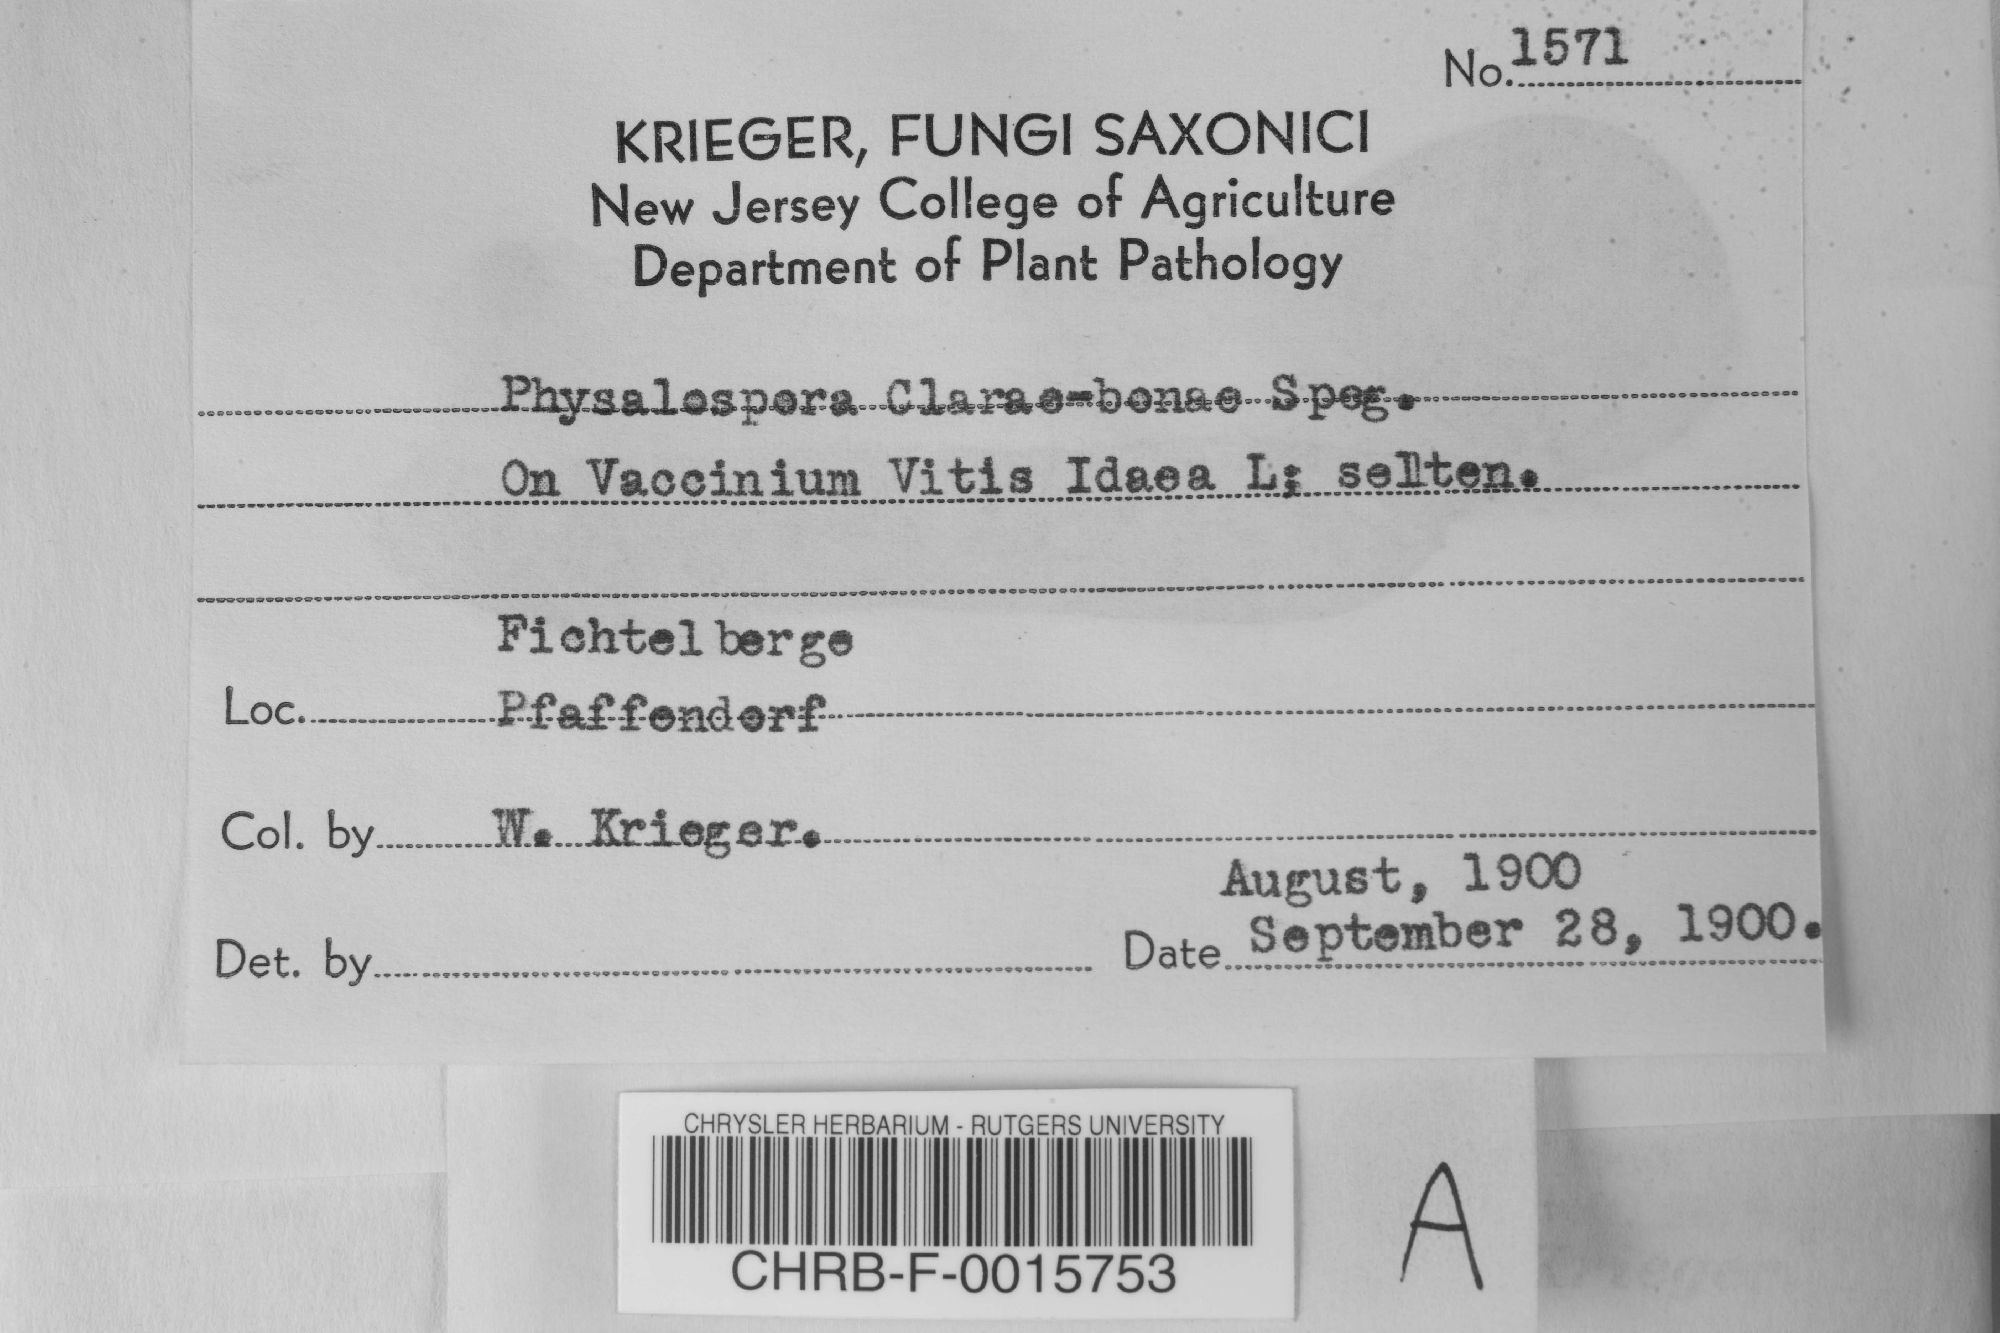 No. 1571
KRIEGER, FUNGI SAXONICI
New Jersey College of Agriculture
Department of Plant Pathology
Physalospora Clarae-bonae Speg.
On Vaccinium Vitis Idaea L; sellten.
Fichtelberge
Loc. Pfaffendorf
Col. by W. Krieger.
August, 1900
Det. by Date September 28, 1900.
CHRYSLER HERBARIUM - RUTGERS UNIVERSITY
CHRB-F-0015753
A